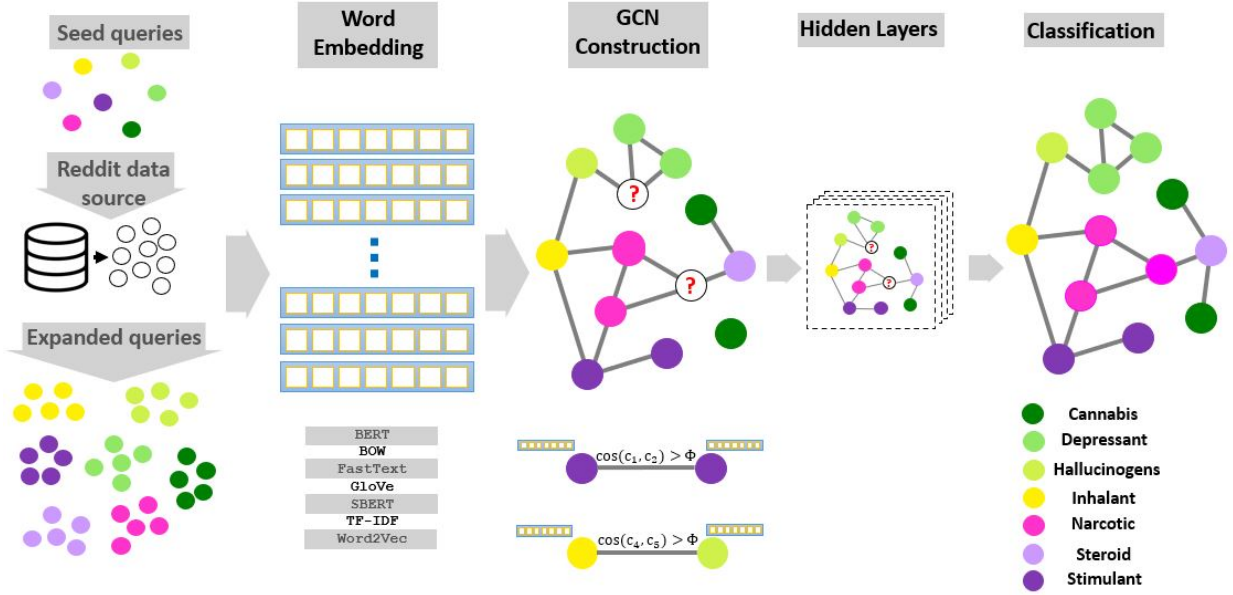 Seed queries
Reddit data
source
Expanded queries
Word
Embedding
BERT
BOW
FastText
GloVe
SBERT
TF-IDF
Word2Vec
GCN
Construction
?
?
cos(c₁, c₂) > Φ
cos(c₄, c₅) > Φ
Hidden Layers
?
?
Classification
Cannabis
Depressant
Hallucinogens
Inhalant
Narcotic
Steroid
Stimulant